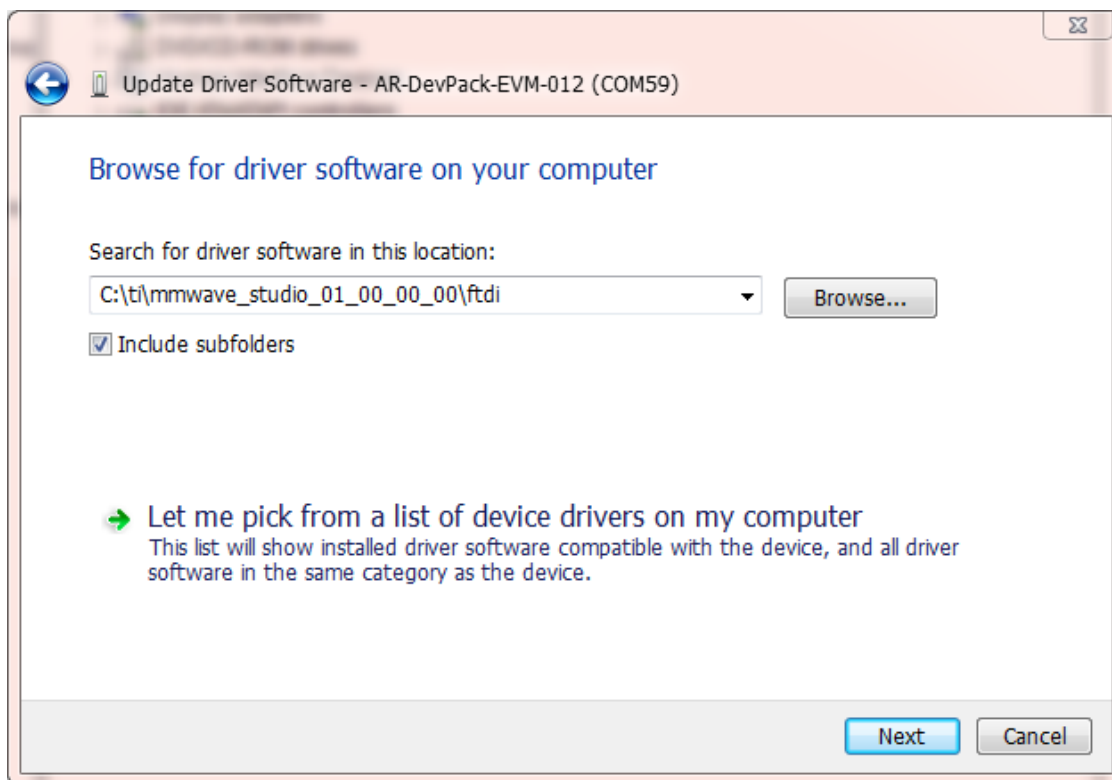 Update Driver Software - AR-DevPack-EVM-012 (COM59)
Browse for driver software on your computer
Search for driver software in this location:
C:\ti\mmwave_studio_01_00_00_00\ftdi
Browse...
Include subfolders
Let me pick from a list of device drivers on my computer
This list will show installed driver software compatible with the device, and all driver
software in the same category as the device.
Next
Cancel